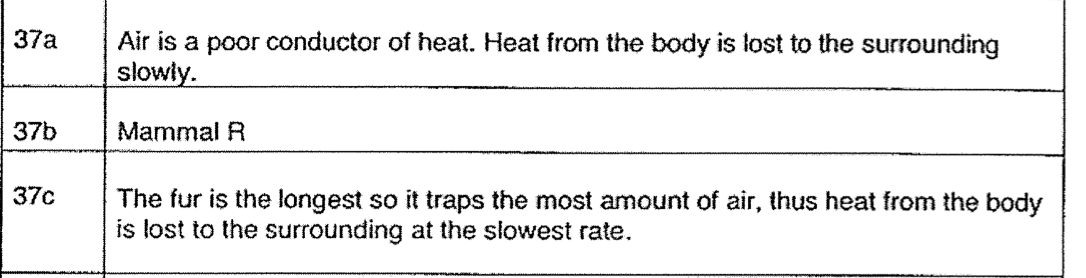 37a Air is a poor conductor of heat. Heat from the body is lost to the surrounding
slowly.
37b Mammal R
37c The fur is the longest so it traps the most amount of air, thus heat from the body
is lost to the surrounding at the slowest rate.